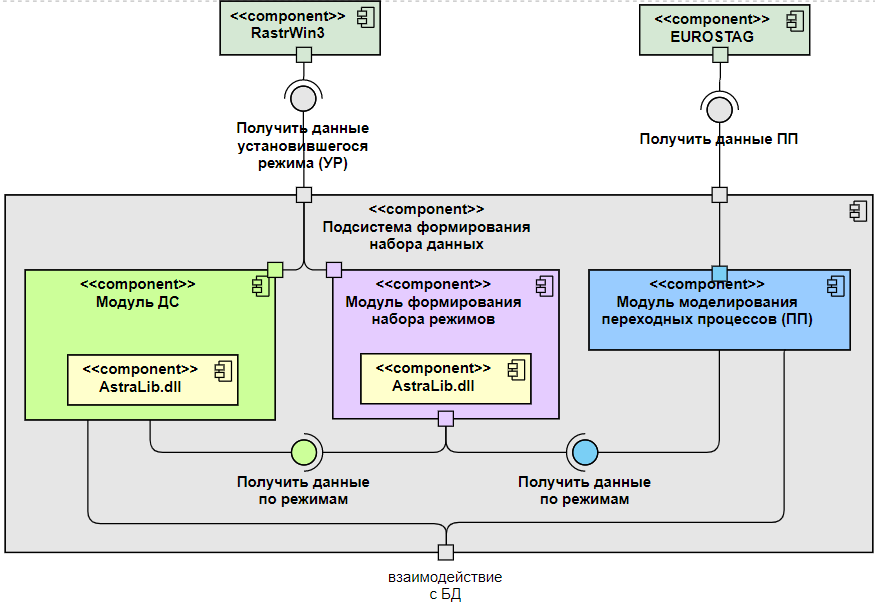 <<component>>
RastrWin3
<<component>>
EUROSTAG
Получить данные
установившегося
режима (УР)
Получить данные ПП
<<component>>
Подсистема формирования
набора данных
<<component>>
Модуль ДС
<<component>>
AstraLib.dll
<<component>>
Модуль формирования
набора режимов
<<component>>
AstraLib.dll
<<component>>
Модуль моделирования
переходных процессов (ПП)
Получить данные
по режимам
Получить данные
по режимам
взаимодействие
с БД